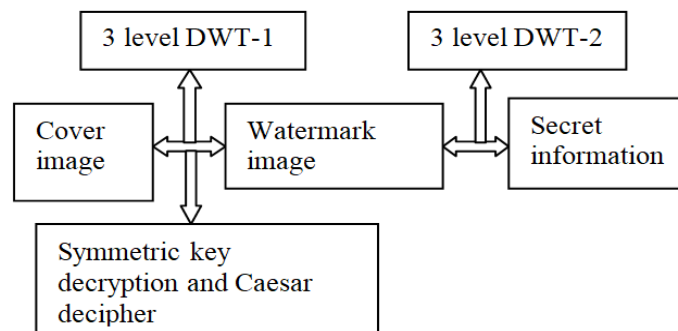 3 level DWT-1
3 level DWT-2
Cover
image
Watermark
image
Secret
information
Symmetric key
decryption and Caesar
decipher